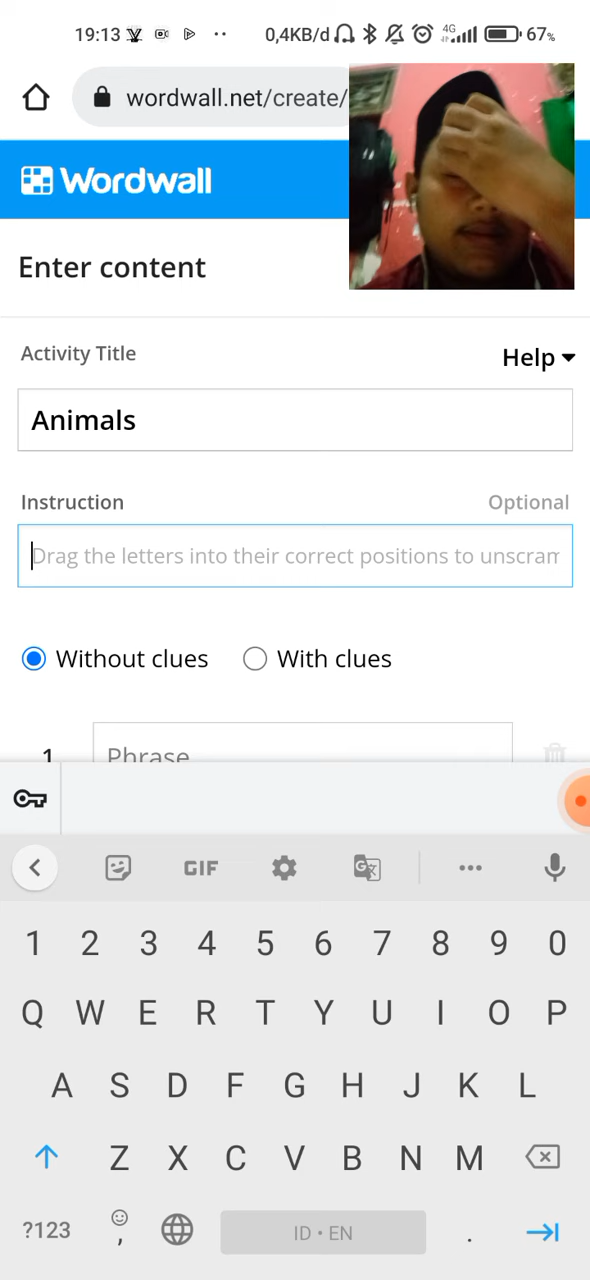 19:13 0,4KB/d 4G 67%
wordwall.net/create/
Wordwall
Enter content
Activity Title
Help
Animals
Instruction Optional
Drag the letters into their correct positions to unscram
Without clues With clues
1 Phrase
GIF
1 2 3 4 5 6 7 8 9 0
Q W E R T Y U I O P
A S D F G H J K L
Z X C V B N M
?123 , ID • EN .